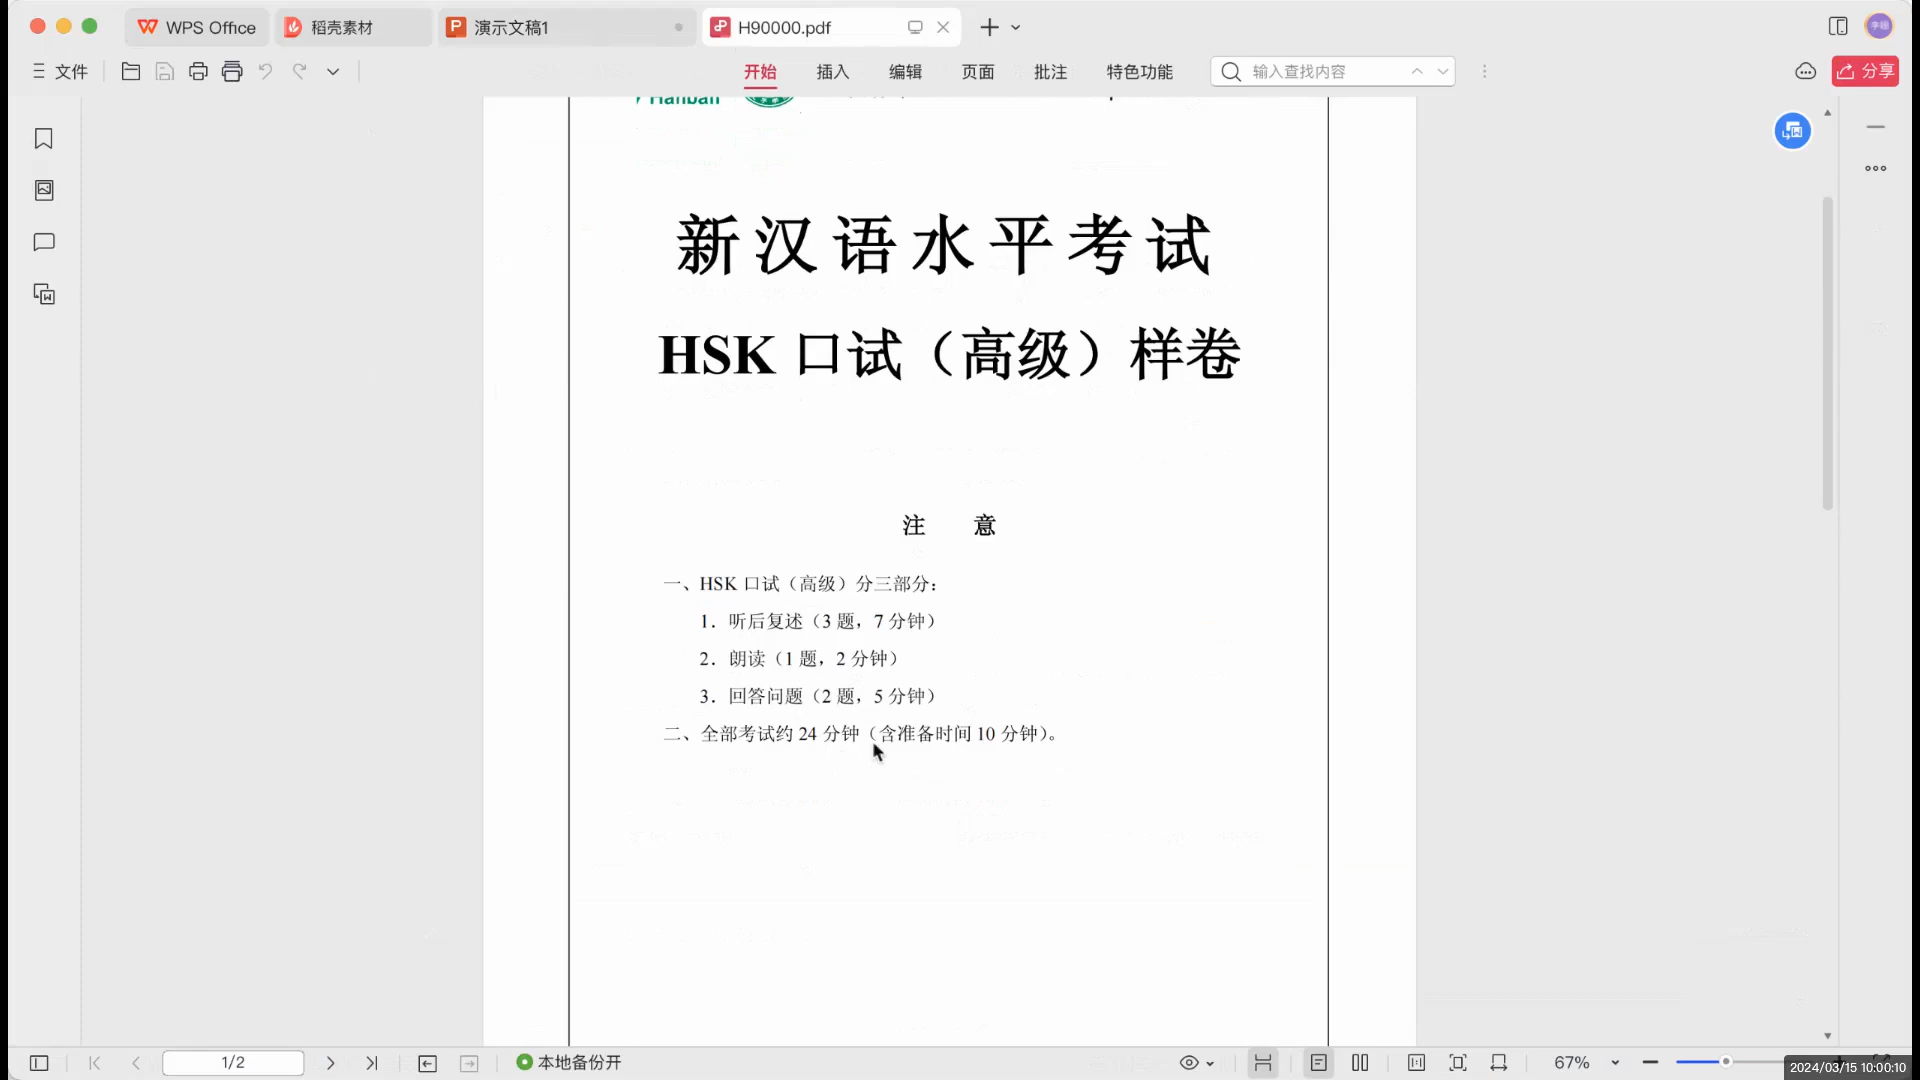 WPS Office
稻壳素材
演示文稿1
H90000.pdf
文件
开始
插入
编辑
页面
批注
特色功能
输入查找内容
分享
Hanban
新汉语水平考试
HSK 口试（高级）样卷
注 意
一、HSK 口试（高级）分三部分：
1．听后复述（3 题，7 分钟）
2．朗读（1 题，2 分钟）
3．回答问题（2 题，5 分钟）
二、全部考试约 24 分钟（含准备时间 10 分钟）。
1/2
本地备份开
67%
2024/03/15 10:00:10